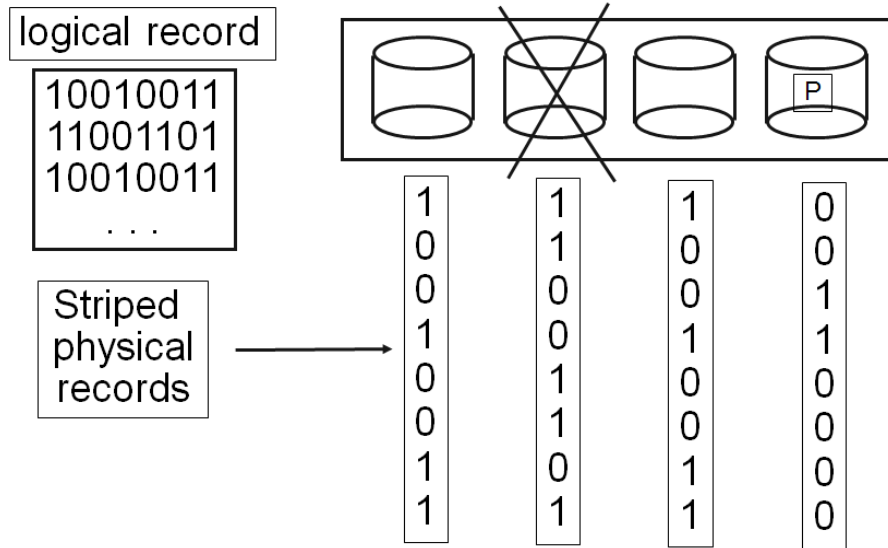 logical record
10010011
11001101
10010011
. . .
P
Striped
physical
records
1 1 1 0
0 1 0 0
0 0 0 1
1 0 1 1
0 1 0 0
0 1 0 0
1 0 1 0
1 1 1 0